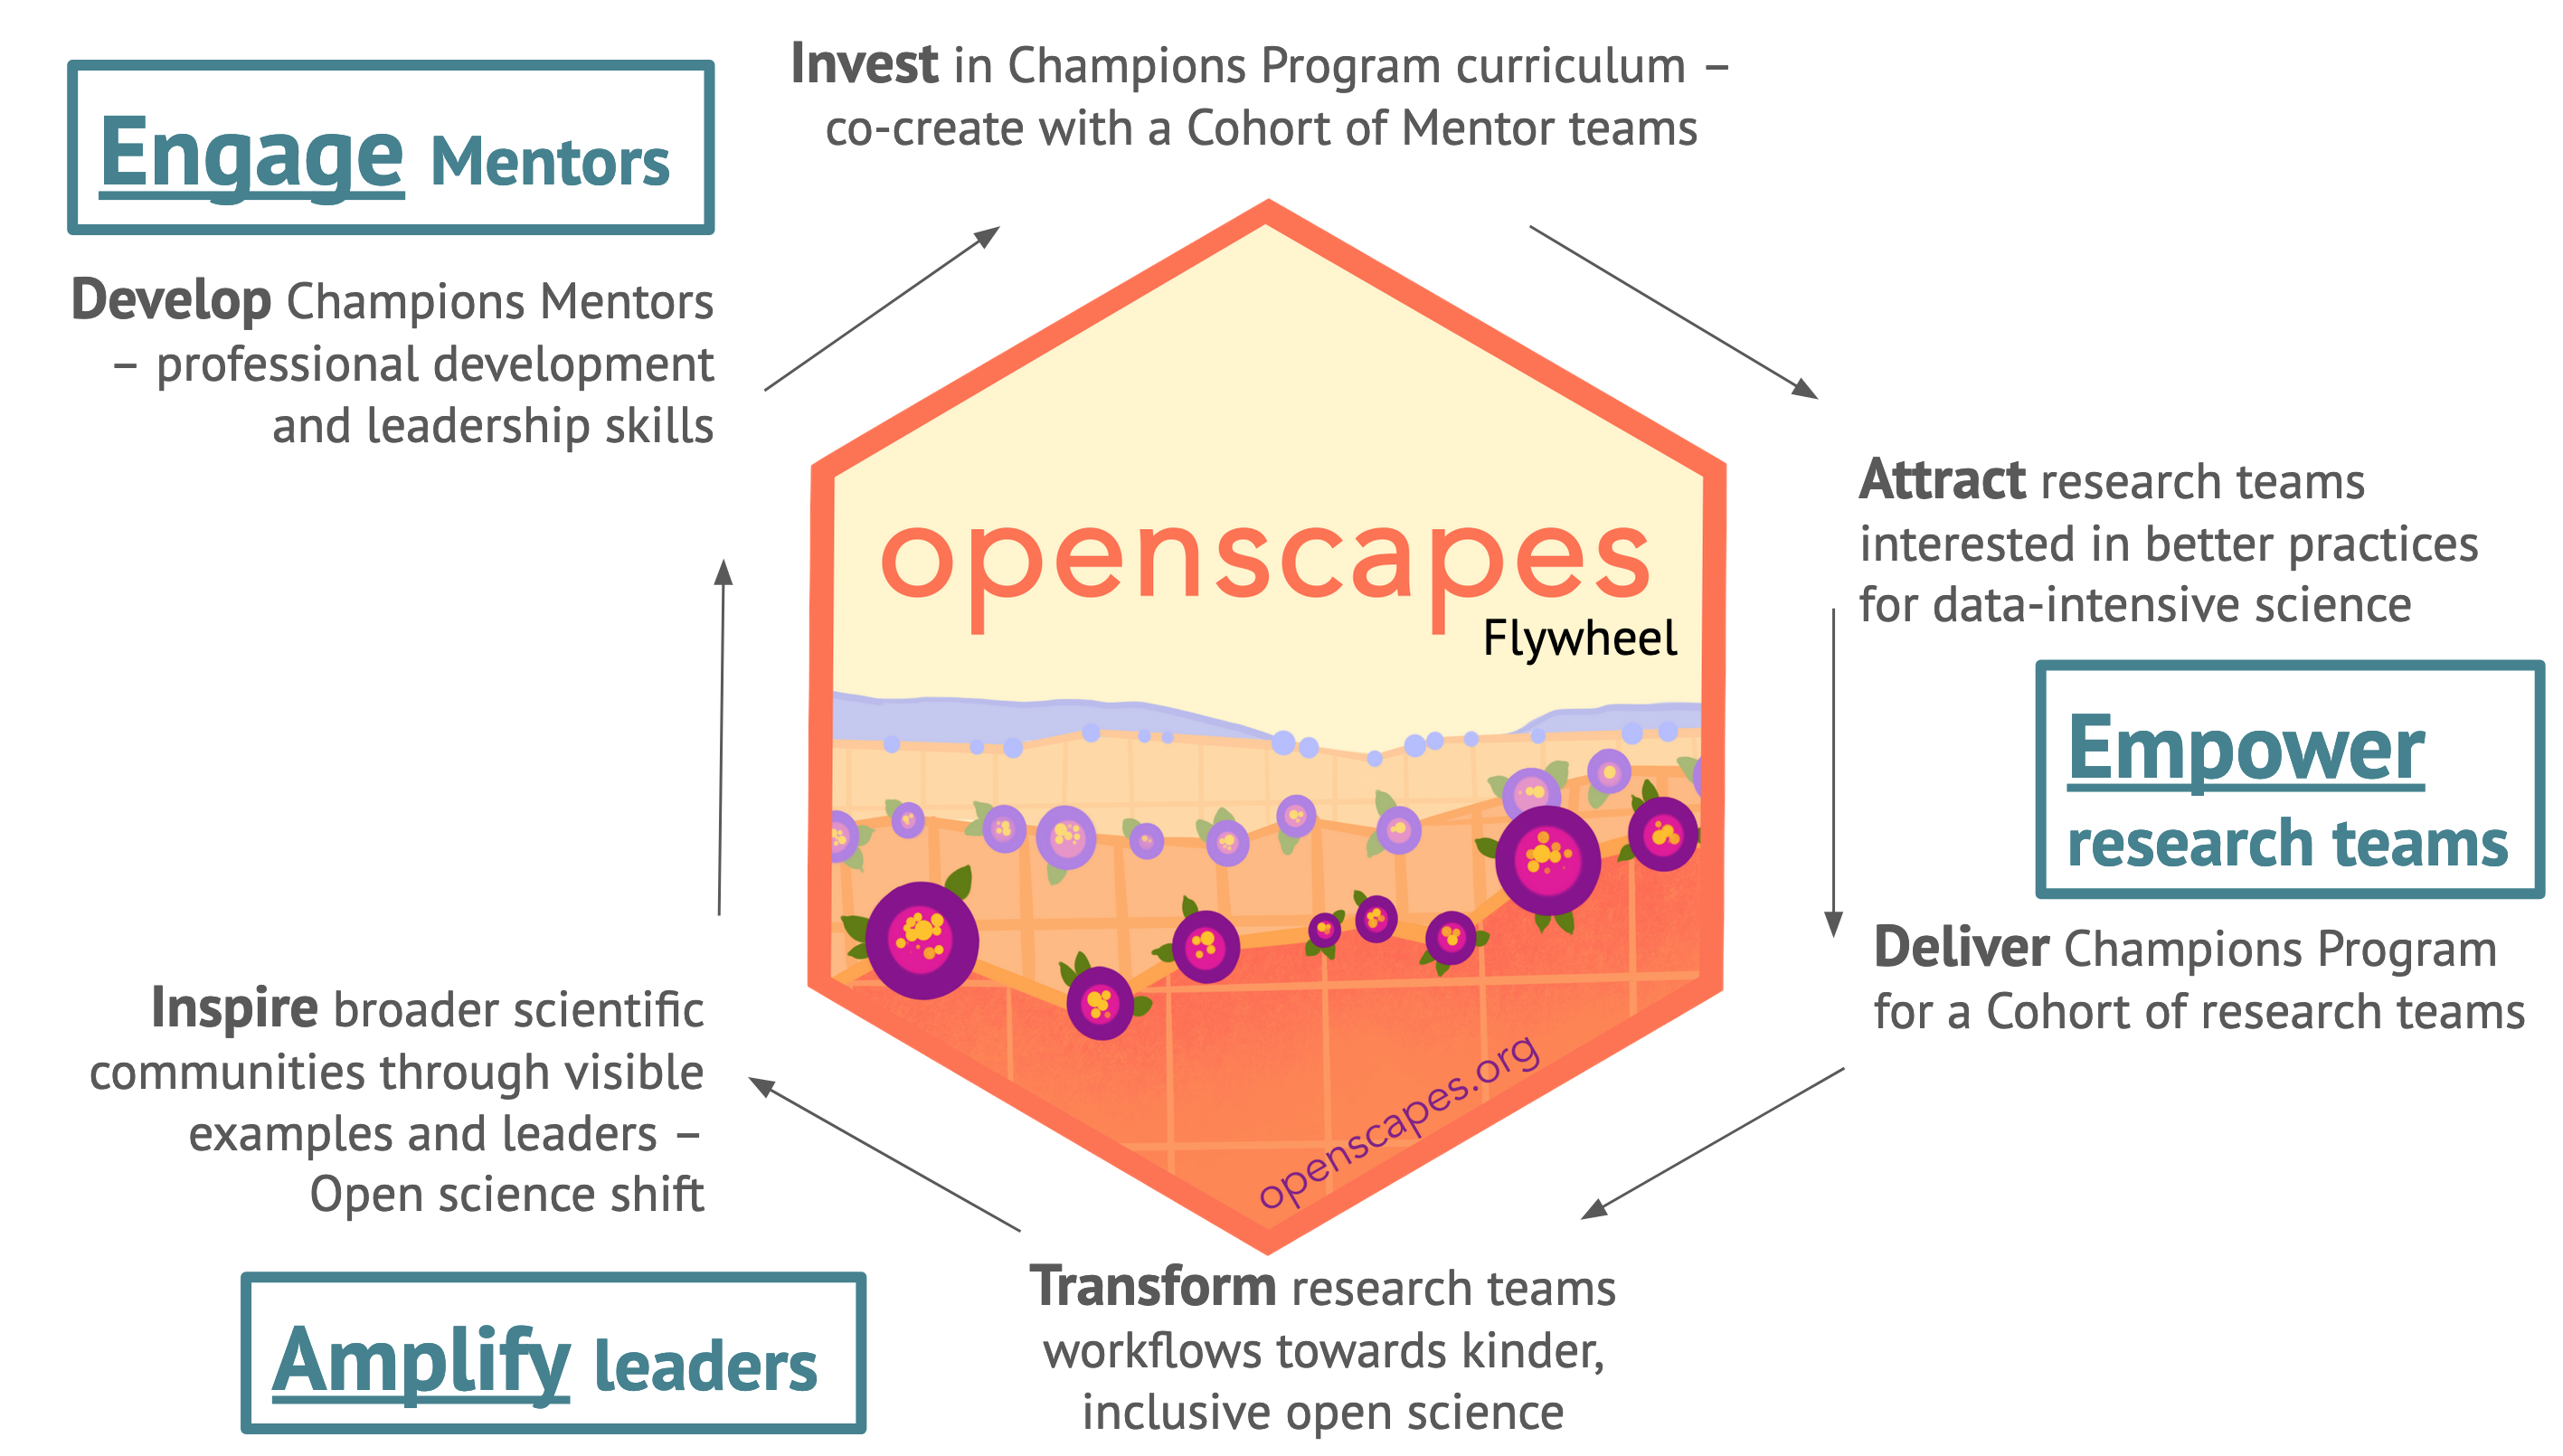 Engage Mentors
Invest in Champions Program curriculum –
co-create with a Cohort of Mentor teams
Develop Champions Mentors
– professional development
and leadership skills
Attract research teams
interested in better practices
for data-intensive science
openscapes
Flywheel
Empower
research teams
Deliver Champions Program
for a Cohort of research teams
Inspire broader scientific
communities through visible
examples and leaders –
Open science shift
openscapes.org
Amplify leaders
Transform research teams
workflows towards kinder,
inclusive open science